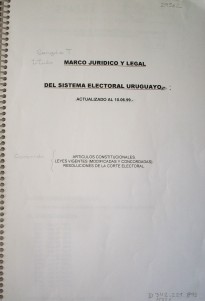 MARCO JURIDICO Y LEGAL
DEL SISTEMA ELECTORAL URUGUAYO
ACTUALIZADO AL 18.06.99.-
ARTICULOS CONSTITUCIONALES.
LEYES VIGENTES (MODIFICADAS Y CONCORDADAS)
RESOLUCIONES DE LA CORTE ELECTORAL.